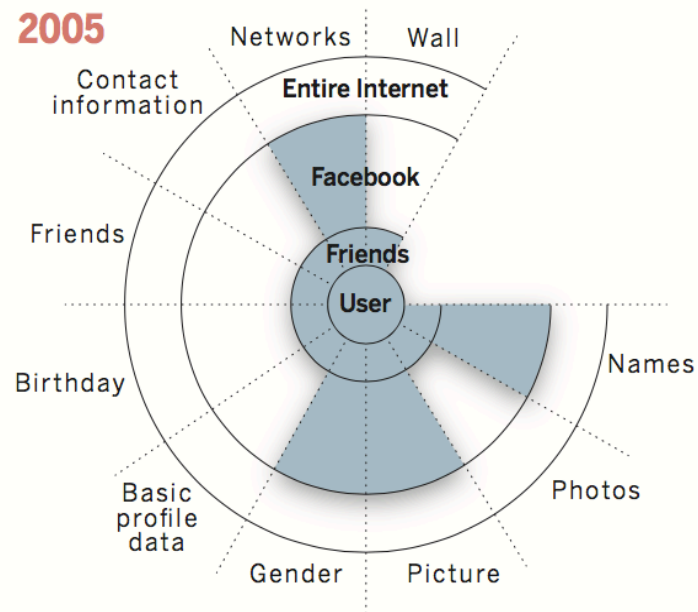 2005
Networks
Wall
Contact
information
Entire Internet
Facebook
Friends
Friends
User
Names
Birthday
Photos
Basic
profile
data
Gender
Picture